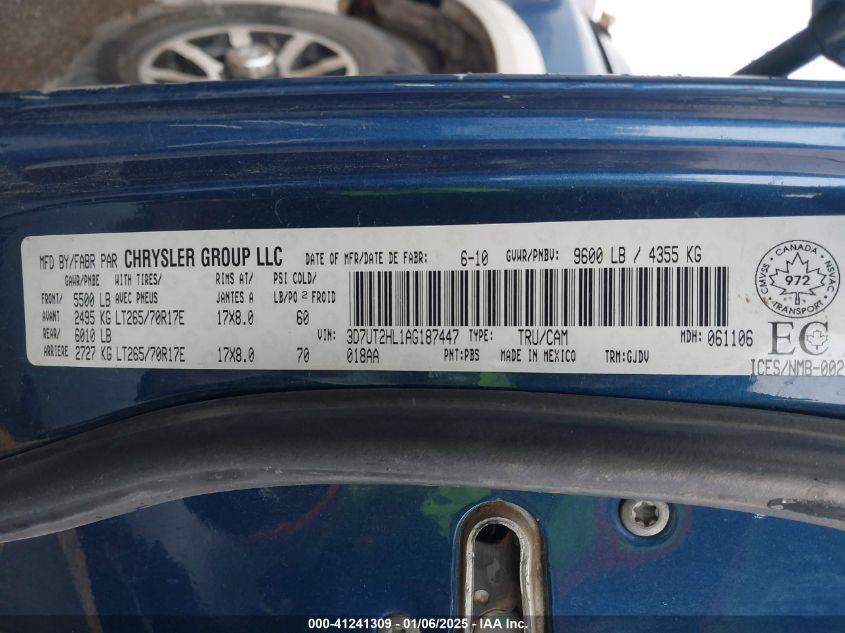 MFD BY/FABR PAR CHRYSLER GROUP LLC DATE OF MFR/DATE DE FABR: 6-10 GVWR/PNBV: 9600 LB / 4355 KG
GAWR/PNBE WITH TIRES/ RIMS AT/ PSI COLD/
FRONT/ 5500 LB AVEC PNEUS JANTES A LB/PO 2 FROID
AVANT 2495 KG LT265/70R17E 17X8.0 60
REAR/ 6010 LB
ARRIERE 2727 KG LT265/70R17E 17X8.0 70
VIN: 3D7UT2HL1AG187447 TYPE: TRU/CAM MDH: 061106
018AA PNT:PBS MADE IN MEXICO TRM:GJDV
CANADA
CMVSS NSVAC
972
TRANSPORT
EC
ICES/NMB-002
000-41241309 | 01/06/2025 - IAA Inc.